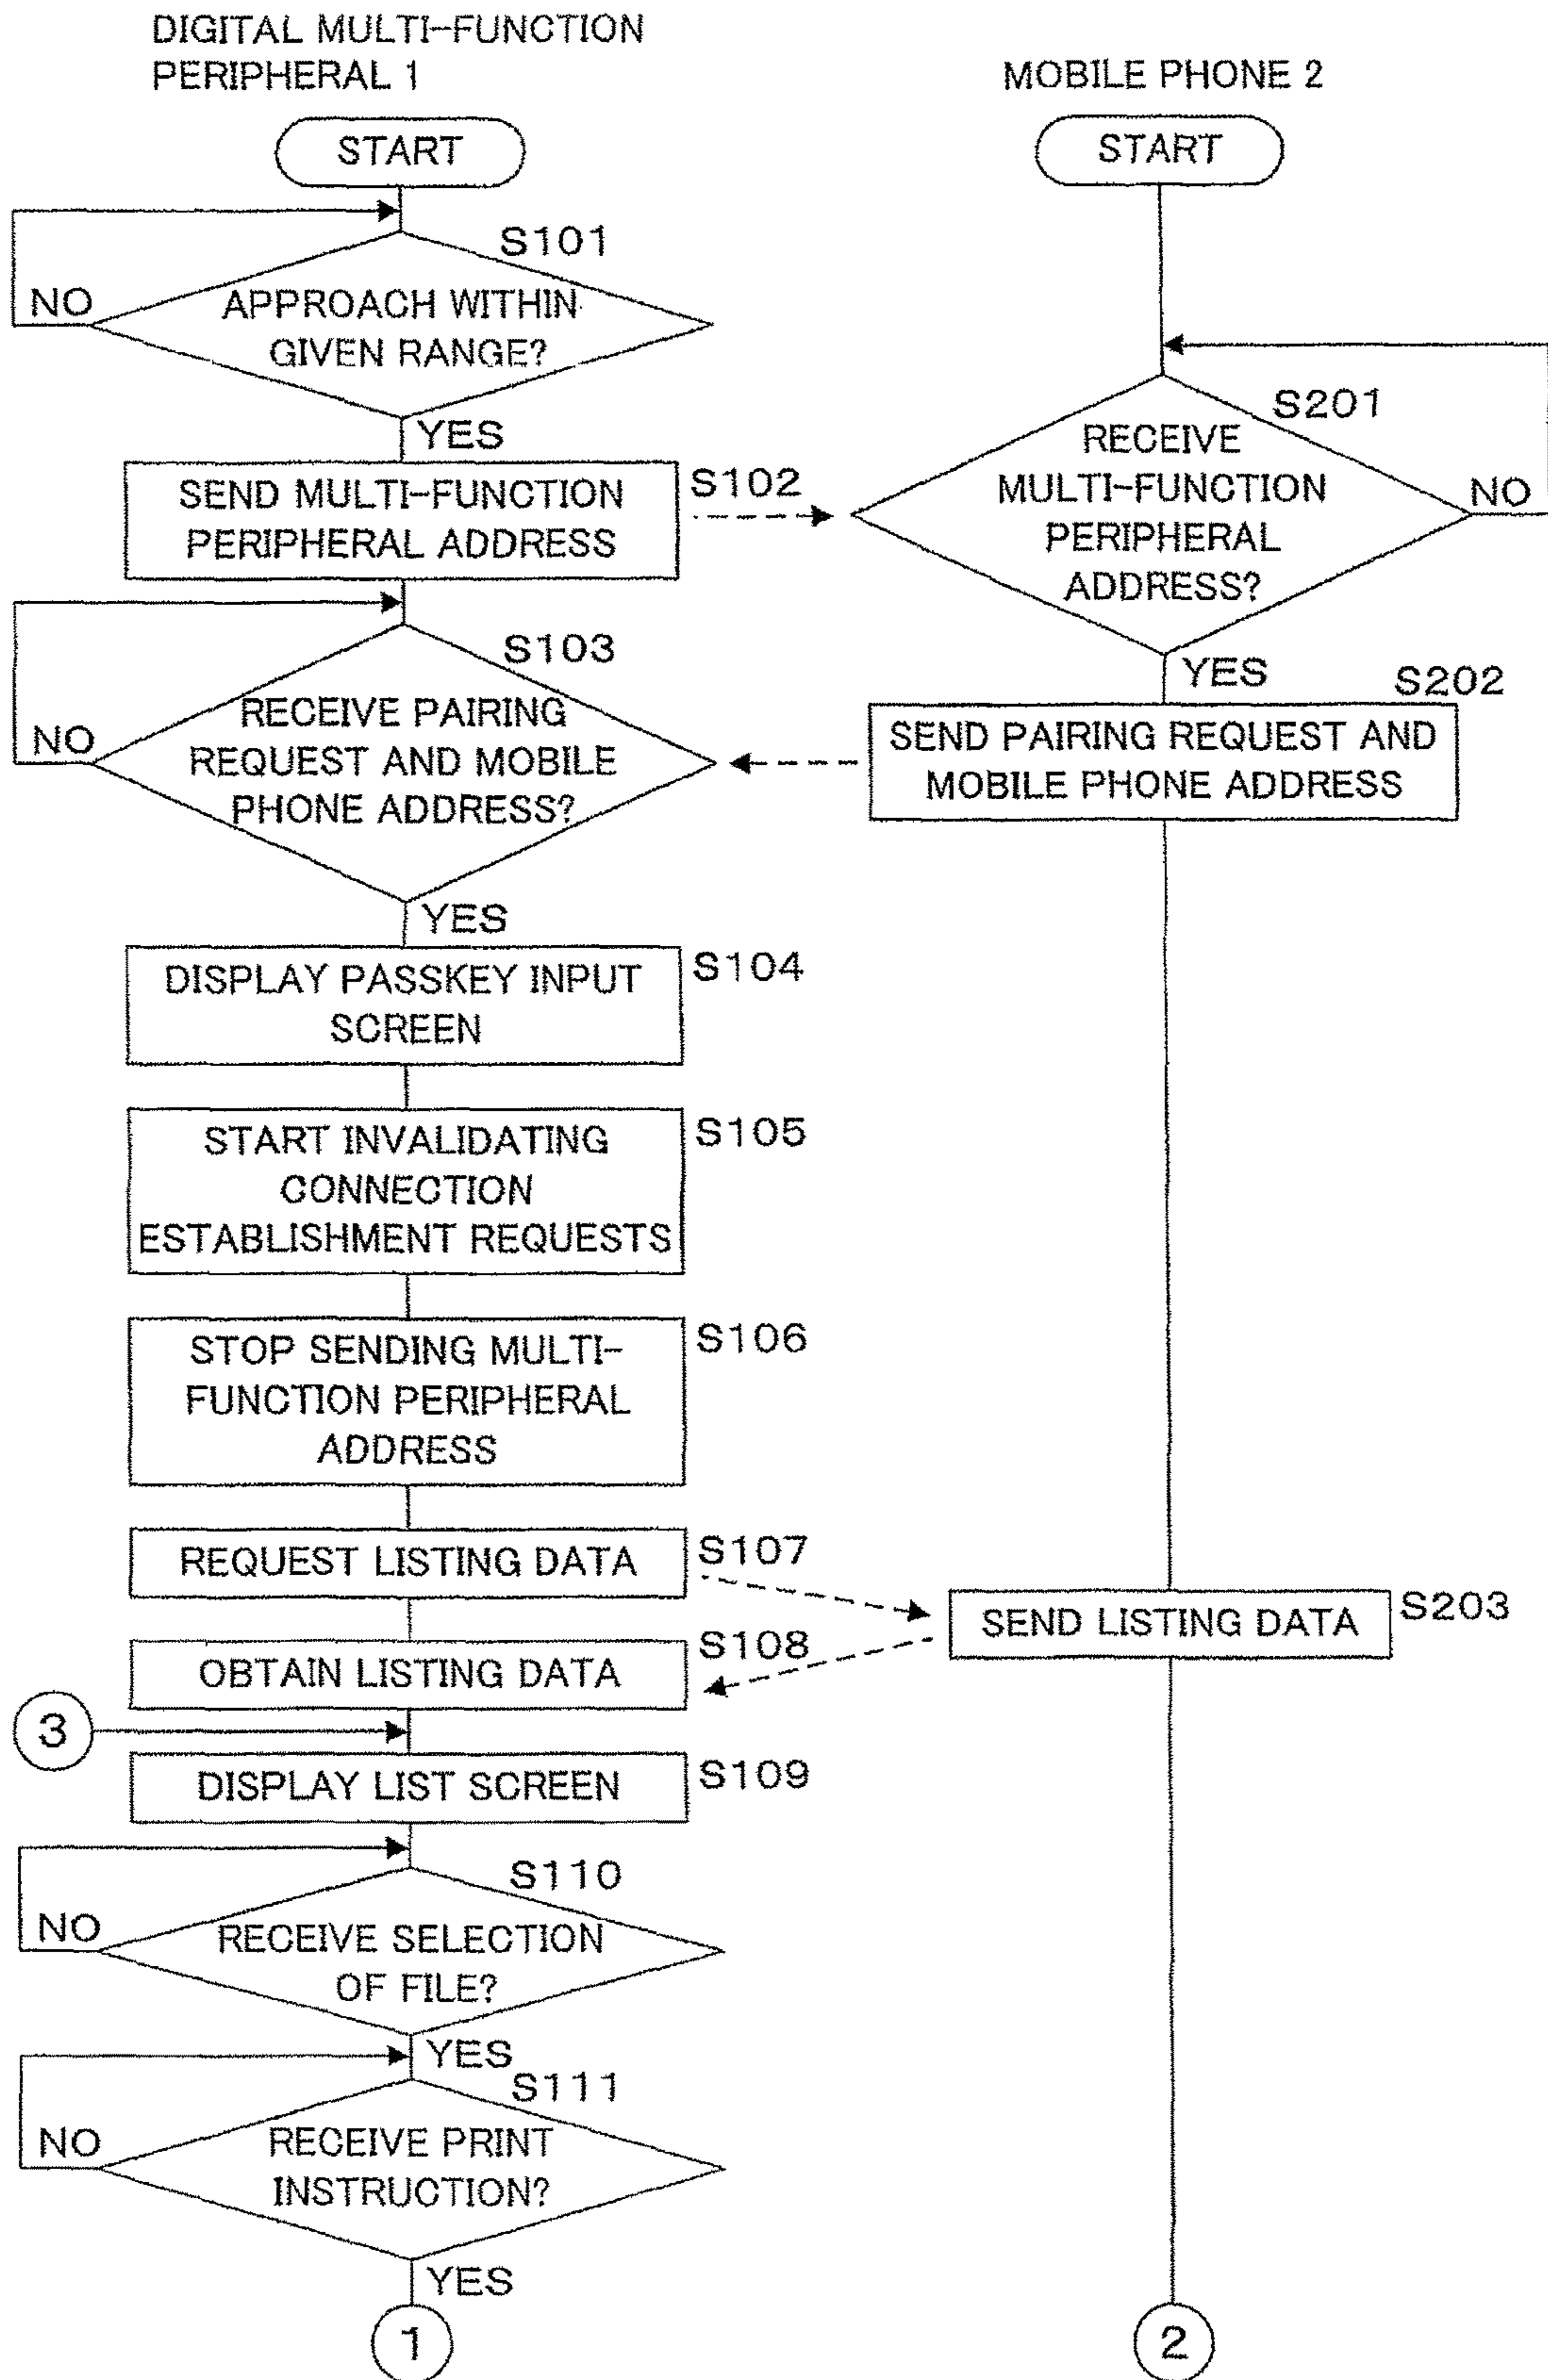 DIGITAL MULTI-FUNCTION
PERIPHERAL 1
START
S101
APPROACH WITHIN
GIVEN RANGE?
NO
YES
SEND MULTI-FUNCTION
PERIPHERAL ADDRESS
S102
S103
RECEIVE PAIRING
REQUEST AND MOBILE
PHONE ADDRESS?
NO
YES
DISPLAY PASSKEY INPUT
SCREEN
S104
START INVALIDATING
CONNECTION
ESTABLISHMENT REQUESTS
S105
STOP SENDING MULTI-
FUNCTION PERIPHERAL
ADDRESS
S106
REQUEST LISTING DATA
S107
OBTAIN LISTING DATA
S108
3
DISPLAY LIST SCREEN
S109
S110
RECEIVE SELECTION
OF FILE?
NO
YES
S111
RECEIVE PRINT
INSTRUCTION?
NO
YES
1
MOBILE PHONE 2
START
S201
RECEIVE
MULTI-FUNCTION
PERIPHERAL
ADDRESS?
NO
YES
S202
SEND PAIRING REQUEST AND
MOBILE PHONE ADDRESS
SEND LISTING DATA
S203
2